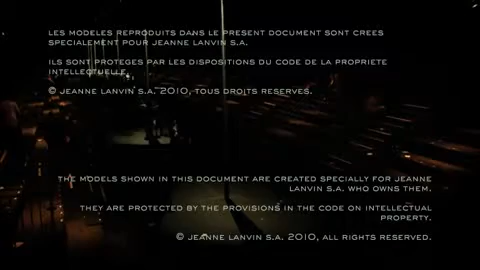 LES MODELES REPRODUITS DANS LE PRESENT DOCUMENT SONT CREES
SPECIALEMENT POUR JEANNE LANVIN S.A.
ILS SONT PROTEGES PAR LES DISPOSITIONS DU CODE DE LA PROPRIETE
INTELLECTUELLE.
© JEANNE LANVIN S.A. 2010, TOUS DROITS RESERVES.
THE MODELS SHOWN IN THIS DOCUMENT ARE CREATED SPECIALLY FOR JEANNE
LANVIN S.A. WHO OWNS THEM.
THEY ARE PROTECTED BY THE PROVISIONS IN THE CODE ON INTELLECTUAL
PROPERTY.
© JEANNE LANVIN S.A. 2010, ALL RIGHTS RESERVED.